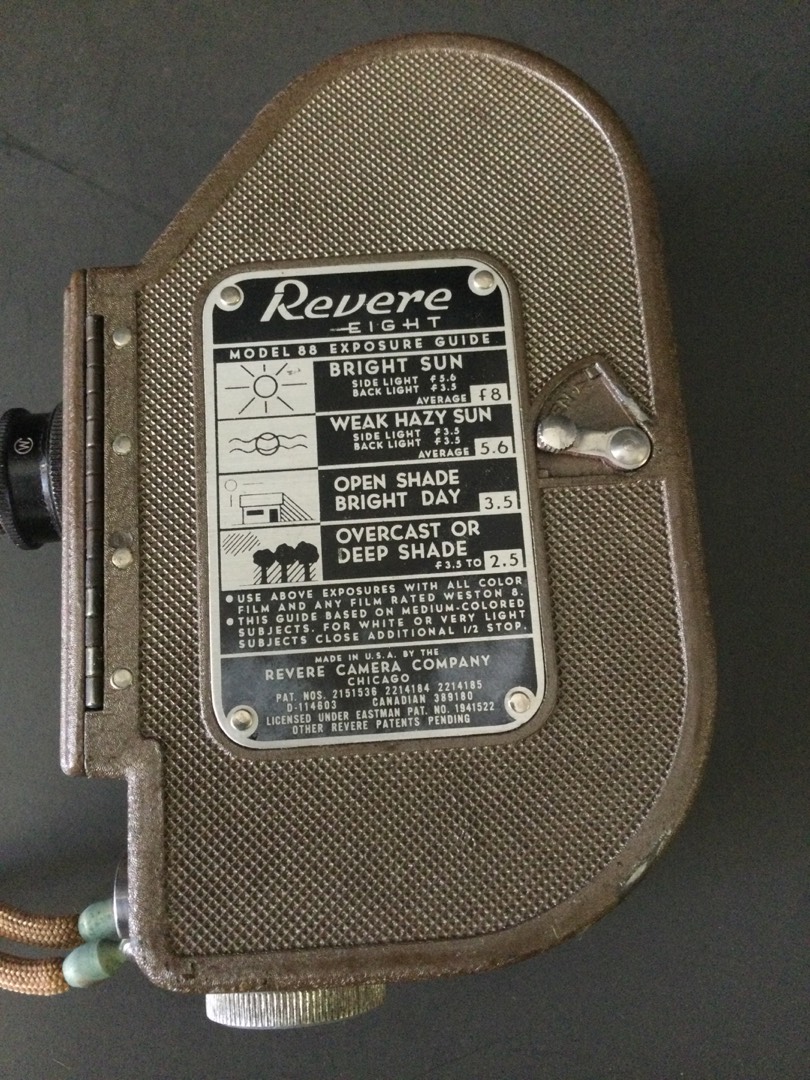 Revere
EIGHT
MODEL 88 EXPOSURE GUIDE
BRIGHT SUN
SIDE LIGHT f5.6
BACK LIGHT f3.5
AVERAGE f8
WEAK HAZY SUN
SIDE LIGHT f3.5
BACK LIGHT f3.5
AVERAGE 5.6
OPEN SHADE
BRIGHT DAY 3.5
OVERCAST OR
DEEP SHADE
f3.5 TO 2.5
• USE ABOVE EXPOSURES WITH ALL COLOR
FILM AND ANY FILM RATED WESTON 8.
• THIS GUIDE BASED ON MEDIUM-COLORED
SUBJECTS. FOR WHITE OR VERY LIGHT
SUBJECTS CLOSE ADDITIONAL 1/2 STOP.
MADE IN U.S.A. BY THE
REVERE CAMERA COMPANY
CHICAGO
PAT. NOS. 2151536 2214184 2214185
D-114603 CANADIAN 389180
LICENSED UNDER EASTMAN PAT. NO. 1941522
OTHER REVERE PATENTS PENDING